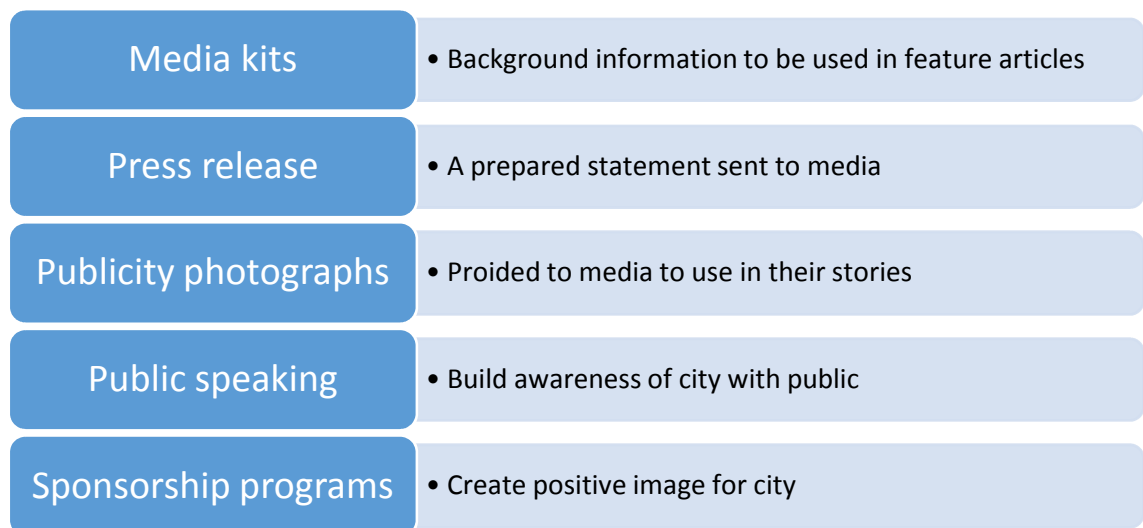 Media kits
• Background information to be used in feature articles
Press release
• A prepared statement sent to media
Publicity photographs
• Proided to media to use in their stories
Public speaking
• Build awareness of city with public
Sponsorship programs
• Create positive image for city